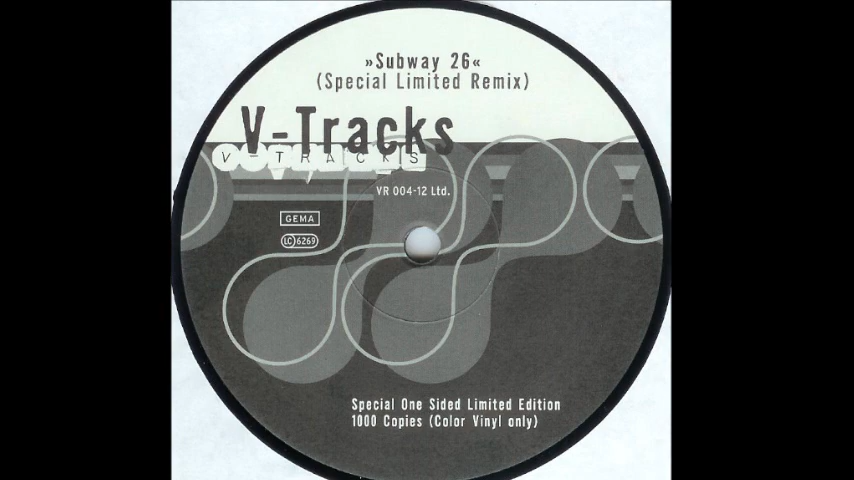 »Subway 26«
(Special Limited Remix)
V-Tracks
V-TRACKS
VR 004-12 Ltd.
GEMA
LC 6269
Special One Sided Limited Edition
1000 Copies (Color Vinyl only)